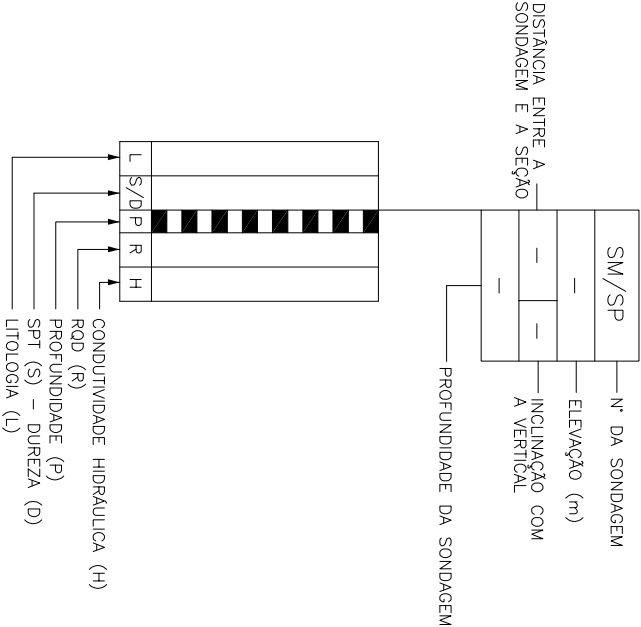 SM/SP
N° DA SONDAGEM
–
ELEVAÇÃO (m)
DISTÂNCIA ENTRE A
SONDAGEM E A SEÇÃO
–
–
INCLINAÇÃO COM
A VERTICAL
–
PROFUNDIDADE DA SONDAGEM
L
S/D
P
R
H
CONDUTIVIDADE HIDRÁULICA (H)
RQD (R)
PROFUNDIDADE (P)
SPT (S) – DUREZA (D)
LITOLOGIA (L)